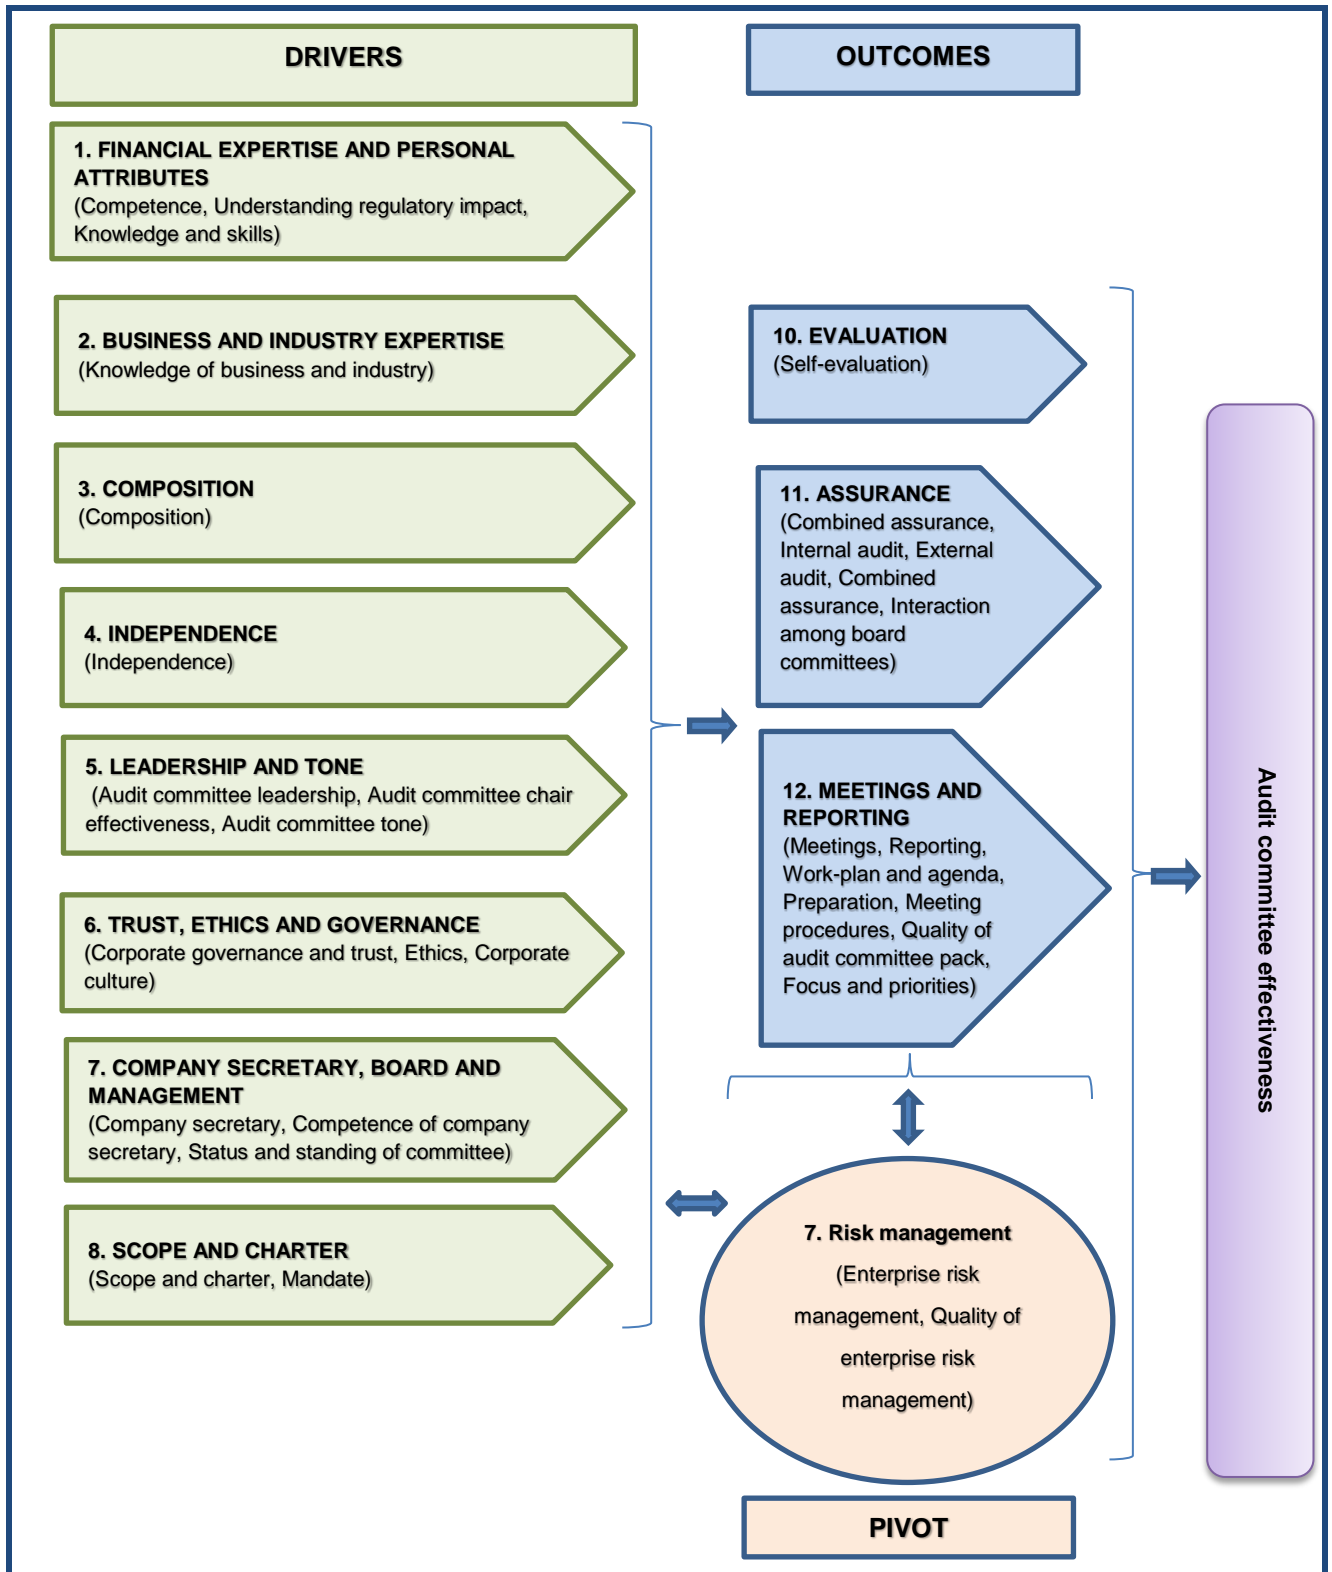 DRIVERS
1. FINANCIAL EXPERTISE AND PERSONAL
ATTRIBUTES
(Competence, Understanding regulatory impact,
Knowledge and skills)
2. BUSINESS AND INDUSTRY EXPERTISE
(Knowledge of business and industry)
3. COMPOSITION
(Composition)
4. INDEPENDENCE
(Independence)
5. LEADERSHIP AND TONE
(Audit committee leadership, Audit committee chair
effectiveness, Audit committee tone)
6. TRUST, ETHICS AND GOVERNANCE
(Corporate governance and trust, Ethics, Corporate
culture)
7. COMPANY SECRETARY, BOARD AND
MANAGEMENT
(Company secretary, Competence of company
secretary, Status and standing of committee)
8. SCOPE AND CHARTER
(Scope and charter, Mandate)
OUTCOMES
10. EVALUATION
(Self-evaluation)
11. ASSURANCE
(Combined assurance,
Internal audit, External
audit, Combined
assurance, Interaction
among board
committees)
12. MEETINGS AND
REPORTING
(Meetings, Reporting,
Work-plan and agenda,
Preparation, Meeting
procedures, Quality of
audit committee pack,
Focus and priorities)
7. Risk management
(Enterprise risk
management, Quality of
enterprise risk
management)
PIVOT
Audit committee effectiveness